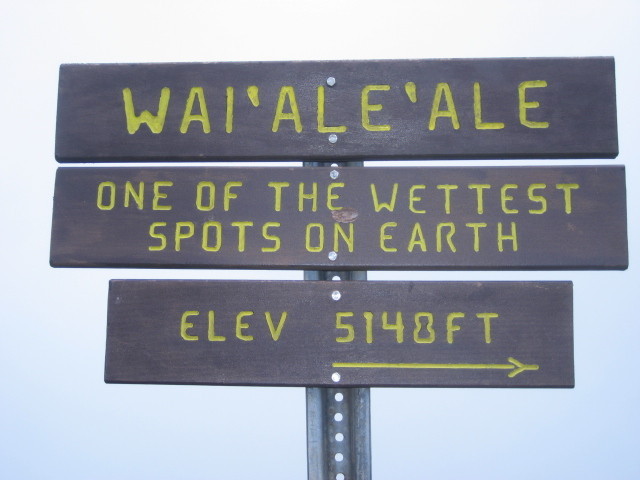 WAI'ALE'ALE
ONE OF THE WETTEST
SPOTS ON EARTH
ELEV 5148FT